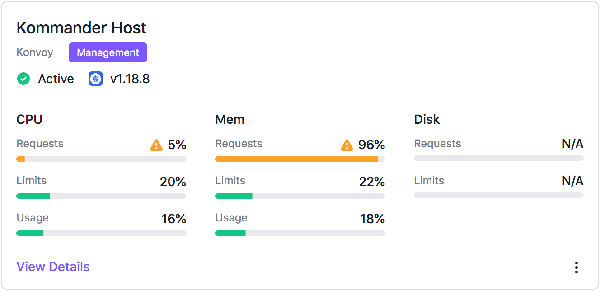 Kommander Host
Konvoy Management
Active v1.18.8
CPU Mem Disk
Requests 5% Requests 96% Requests N/A
Limits 20% Limits 22% Limits N/A
Usage 16% Usage 18%
View Details